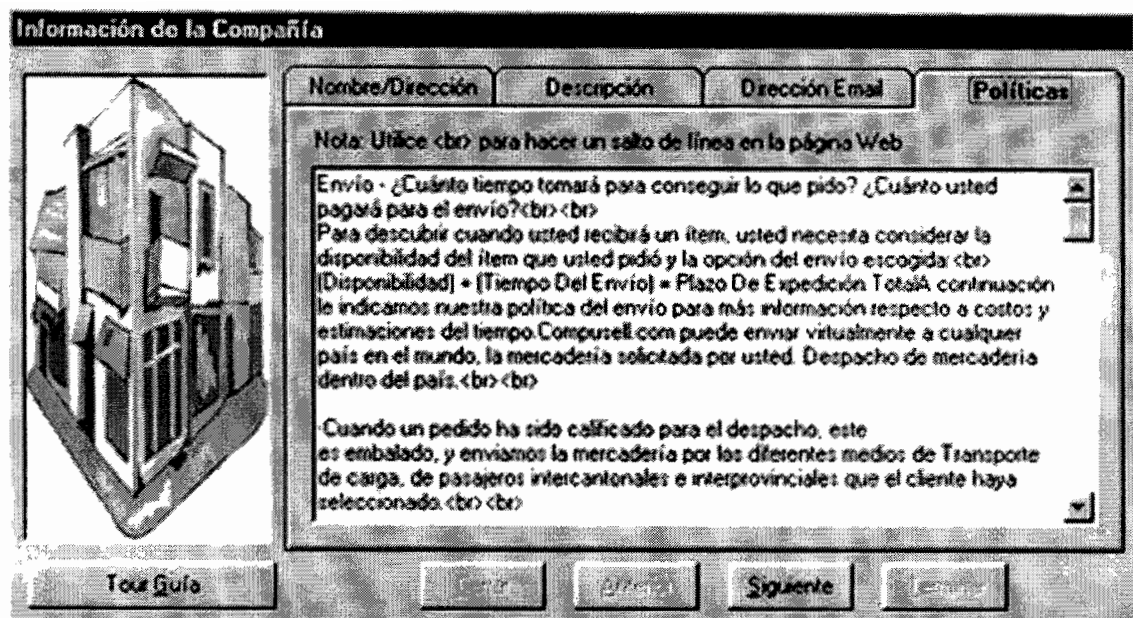 Información de la Compañía
Nombre/Dirección Descripción Dirección Email Políticas
Nota: Utilice <br> para hacer un salto de línea en la página Web
Envío - ¿Cuánto tiempo tomará para conseguir lo que pido? ¿Cuánto usted
pagará para el envío?<br><br>
Para descubrir cuando usted recibirá un ítem, usted necesita considerar la
disponibilidad del ítem que usted pidió y la opción del envío escogida:<br>
[Disponibilidad] + [Tiempo Del Envío] = Plazo De Expedición TotalA continuación
le indicamos nuestra política del envío para más información respecto a costos y
estimaciones del tiempo.Compusell.com puede enviar virtualmente a cualquier
país en el mundo, la mercadería solicitada por usted. Despacho de mercadería
dentro del país.<br><br>
·Cuando un pedido ha sido calificado para el despacho, este
es embalado, y enviamos la mercadería por los diferentes medios de Transporte
de carga, de pasajeros intercantonales e interprovinciales que el cliente haya
seleccionado.<br><br>
Tour Guía Siguiente